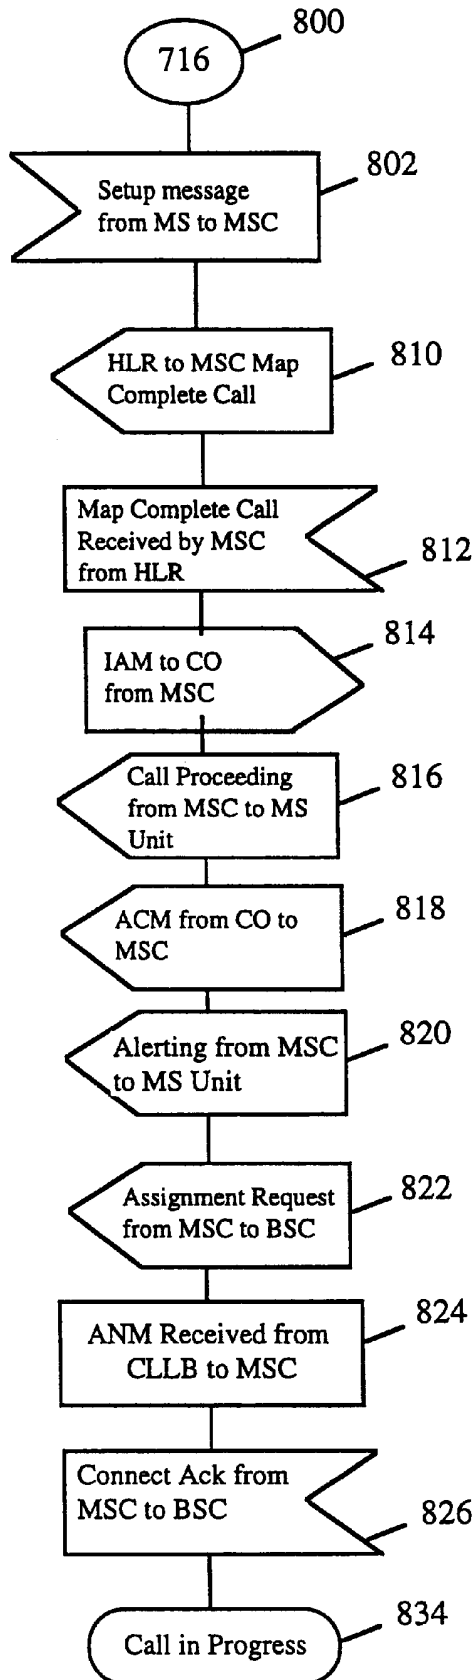 800
716
802
Setup message
from MS to MSC
810
HLR to MSC Map
Complete Call
Map Complete Call
Received by MSC
from HLR
812
814
IAM to CO
from MSC
816
Call Proceeding
from MSC to MS
Unit
818
ACM from CO to
MSC
820
Alerting from MSC
to MS Unit
822
Assignment Request
from MSC to BSC
824
ANM Received from
CLLB to MSC
Connect Ack from
MSC to BSC
826
834
Call in Progress